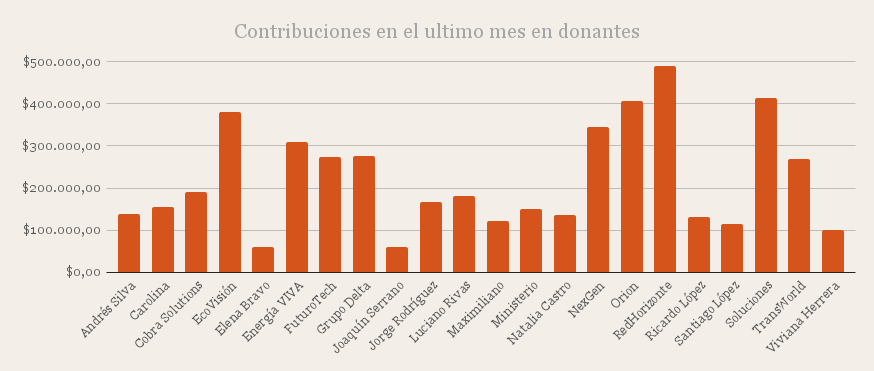 Contribuciones en el ultimo mes en donantes
$500.000,00
$400.000,00
$300.000,00
$200.000,00
$100.000,00
$0,00
Andrés Silva
Carolina
Cobra Solutions
EcoVisión
Elena Bravo
Energía VIVA
FuturoTech
Grupo Delta
Joaquín Serrano
Jorge Rodríguez
Luciano Rivas
Maximiliano
Ministerio
Natalia Castro
NexGen
Orion
RedHorizonte
Ricardo López
Santiago López
Soluciones
TransWorld
Viviana Herrera